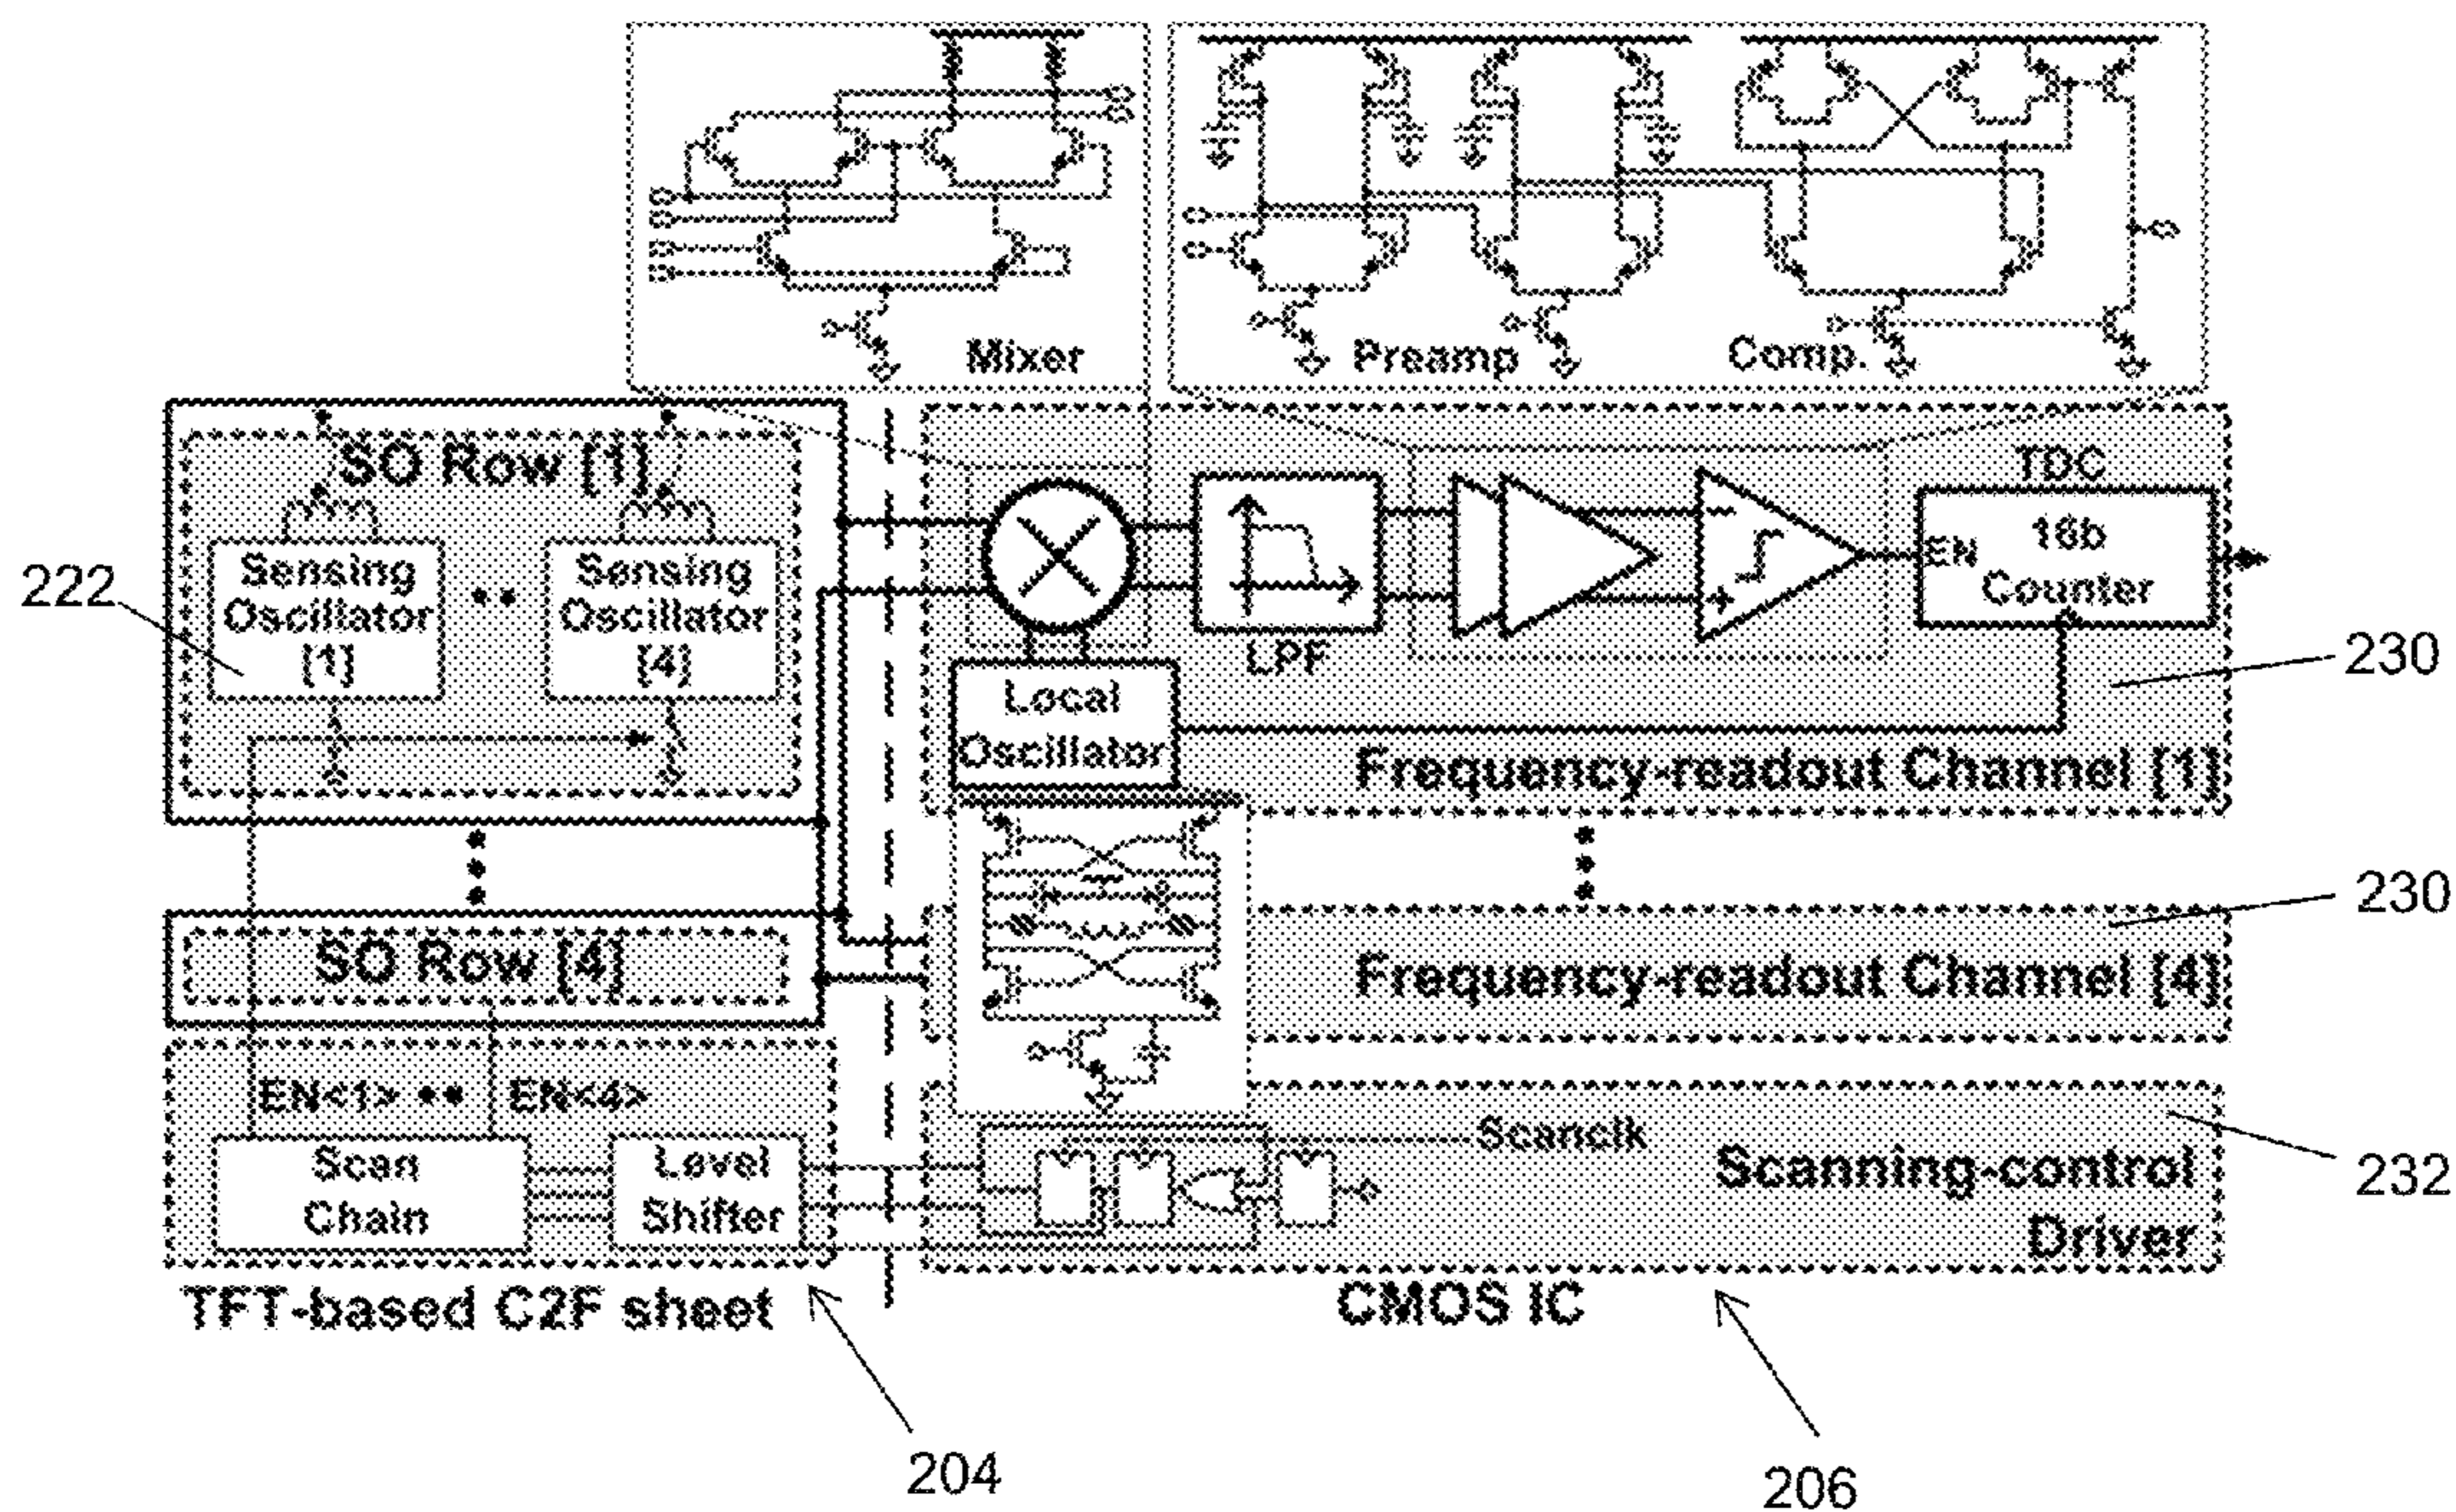 Mixer
Preamp
Comp.
SO Row [1]
Sensing
Oscillator
[1]
Sensing
Oscillator
[4]
222
LPF
Local
Oscillator
TDC
EN
16b
Counter
230
Frequency-readout Channel [1]
SO Row [4]
230
Frequency-readout Channel [4]
EN<1>
EN<4>
Scan
Chain
Level
Shifter
Scanclk
Scanning-control
Driver
232
TFT-based C2F sheet
CMOS IC
204
206